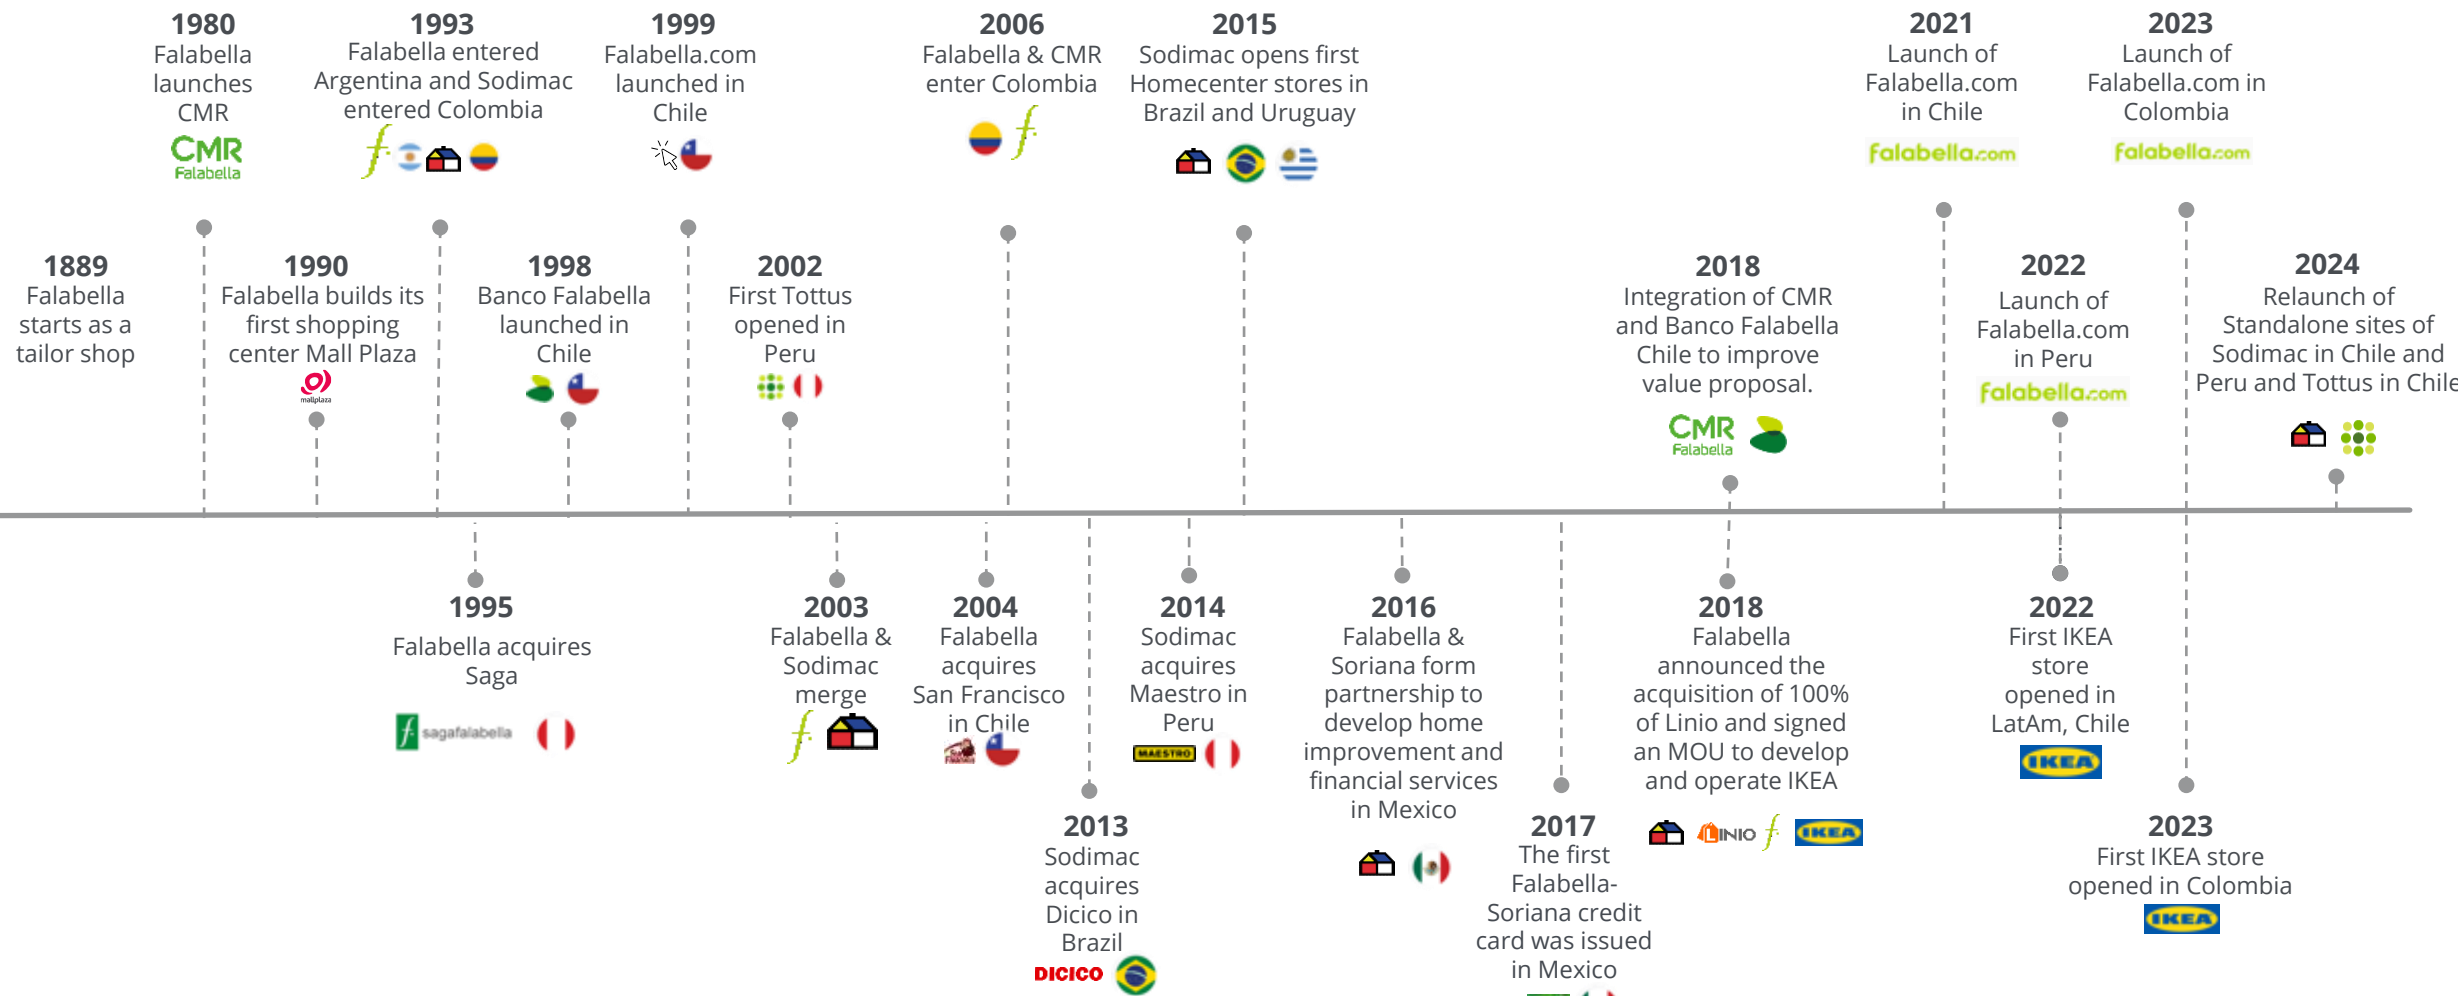 1980
Falabella
launches
CMR
CMR
Falabella
1993
Falabella entered
Argentina and Sodimac
entered Colombia
1999
Falabella.com
launched in
Chile
2006
Falabella & CMR
enter Colombia
2015
Sodimac opens first
Homecenter stores in
Brazil and Uruguay
2021
Launch of
Falabella.com
in Chile
falabella.com
2023
Launch of
Falabella.com in
Colombia
falabella.com
1889
Falabella
starts as a
tailor shop
1990
Falabella builds its
first shopping
center Mall Plaza
mallplaza
1998
Banco Falabella
launched in
Chile
2002
First Tottus
opened in
Peru
2018
Integration of CMR
and Banco Falabella
Chile to improve
value proposal.
CMR
Falabella
2022
Launch of
Falabella.com
in Peru
falabella.com
2024
Relaunch of
Standalone sites of
Sodimac in Chile and
Peru and Tottus in Chile
1995
Falabella acquires
Saga
f. sagafalabella
2003
Falabella &
Sodimac
merge
2004
Falabella
acquires
San Francisco
in Chile
2013
Sodimac
acquires
Dicico in
Brazil
DICICO
2014
Sodimac
acquires
Maestro in
Peru
MAESTRO
2016
Falabella &
Soriana form
partnership to
develop home
improvement and
financial services
in Mexico
2017
The first
Falabella-
Soriana credit
card was issued
in Mexico
2018
Falabella
announced the
acquisition of 100%
of Linio and signed
an MOU to develop
and operate IKEA
LINIO f. IKEA
2022
First IKEA
store
opened in
LatAm, Chile
IKEA
2023
First IKEA store
opened in Colombia
IKEA